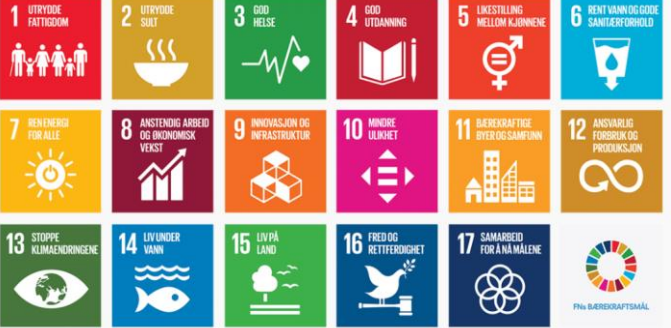 1 UTRYDDE
FATTIGDOM
2 UTRYDDE
SULT
3 GOD
HELSE
4 GOD
UTDANNING
5 LIKESTILLING
MELLOM KJØNNENE
6 RENT VANN OG GODE
SANITÆRFORHOLD
7 REN ENERGI
FOR ALLE
8 ANSTENDIG ARBEID
OG ØKONOMISK
VEKST
9 INNOVASJON OG
INFRASTRUKTUR
10 MINDRE
ULIKHET
11 BÆREKRAFTIGE
BYER OG SAMFUNN
12 ANSVARLIG
FORBRUK OG
PRODUKSJON
13 STOPPE
KLIMAENDRINGENE
14 LIV UNDER
VANN
15 LIV PÅ
LAND
16 FRED OG
RETTFERDIGHET
17 SAMARBEID
FOR Å NÅ MÅLENE
FNs BÆREKRAFTSMÅL